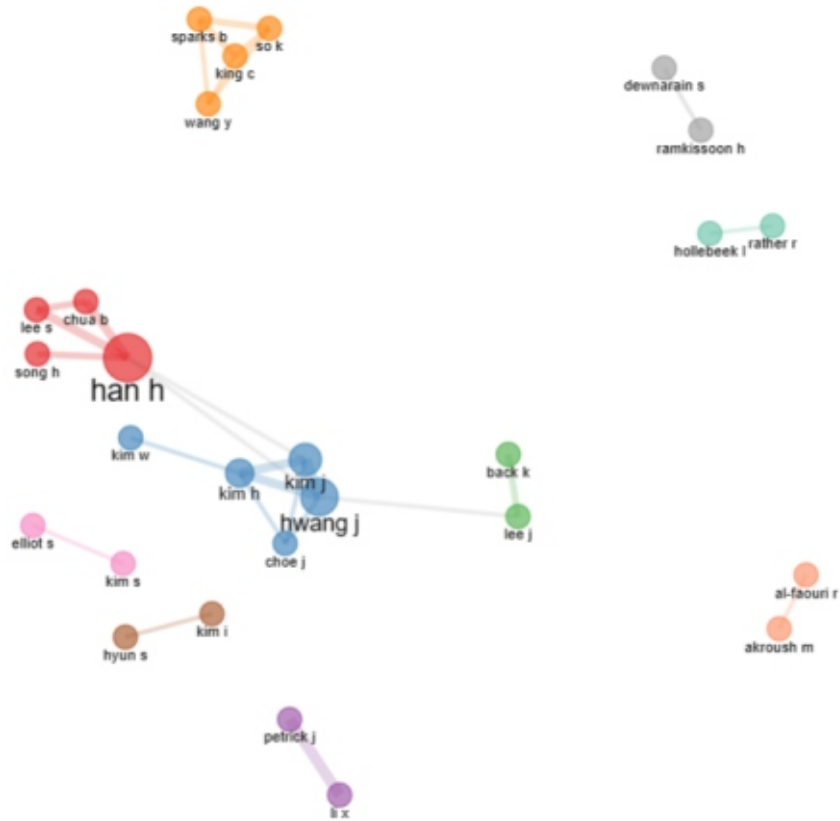 sparks b
so k
king c
wang y
dewnarain s
ramkissoon h
hollebeek l
rather r
lee s
chua b
song h
han h
kim w
kim h
kim j
hwang j
choe j
back k
lee j
elliot s
kim s
hyun s
kim i
al-faouri r
akroush m
petrick j
li x